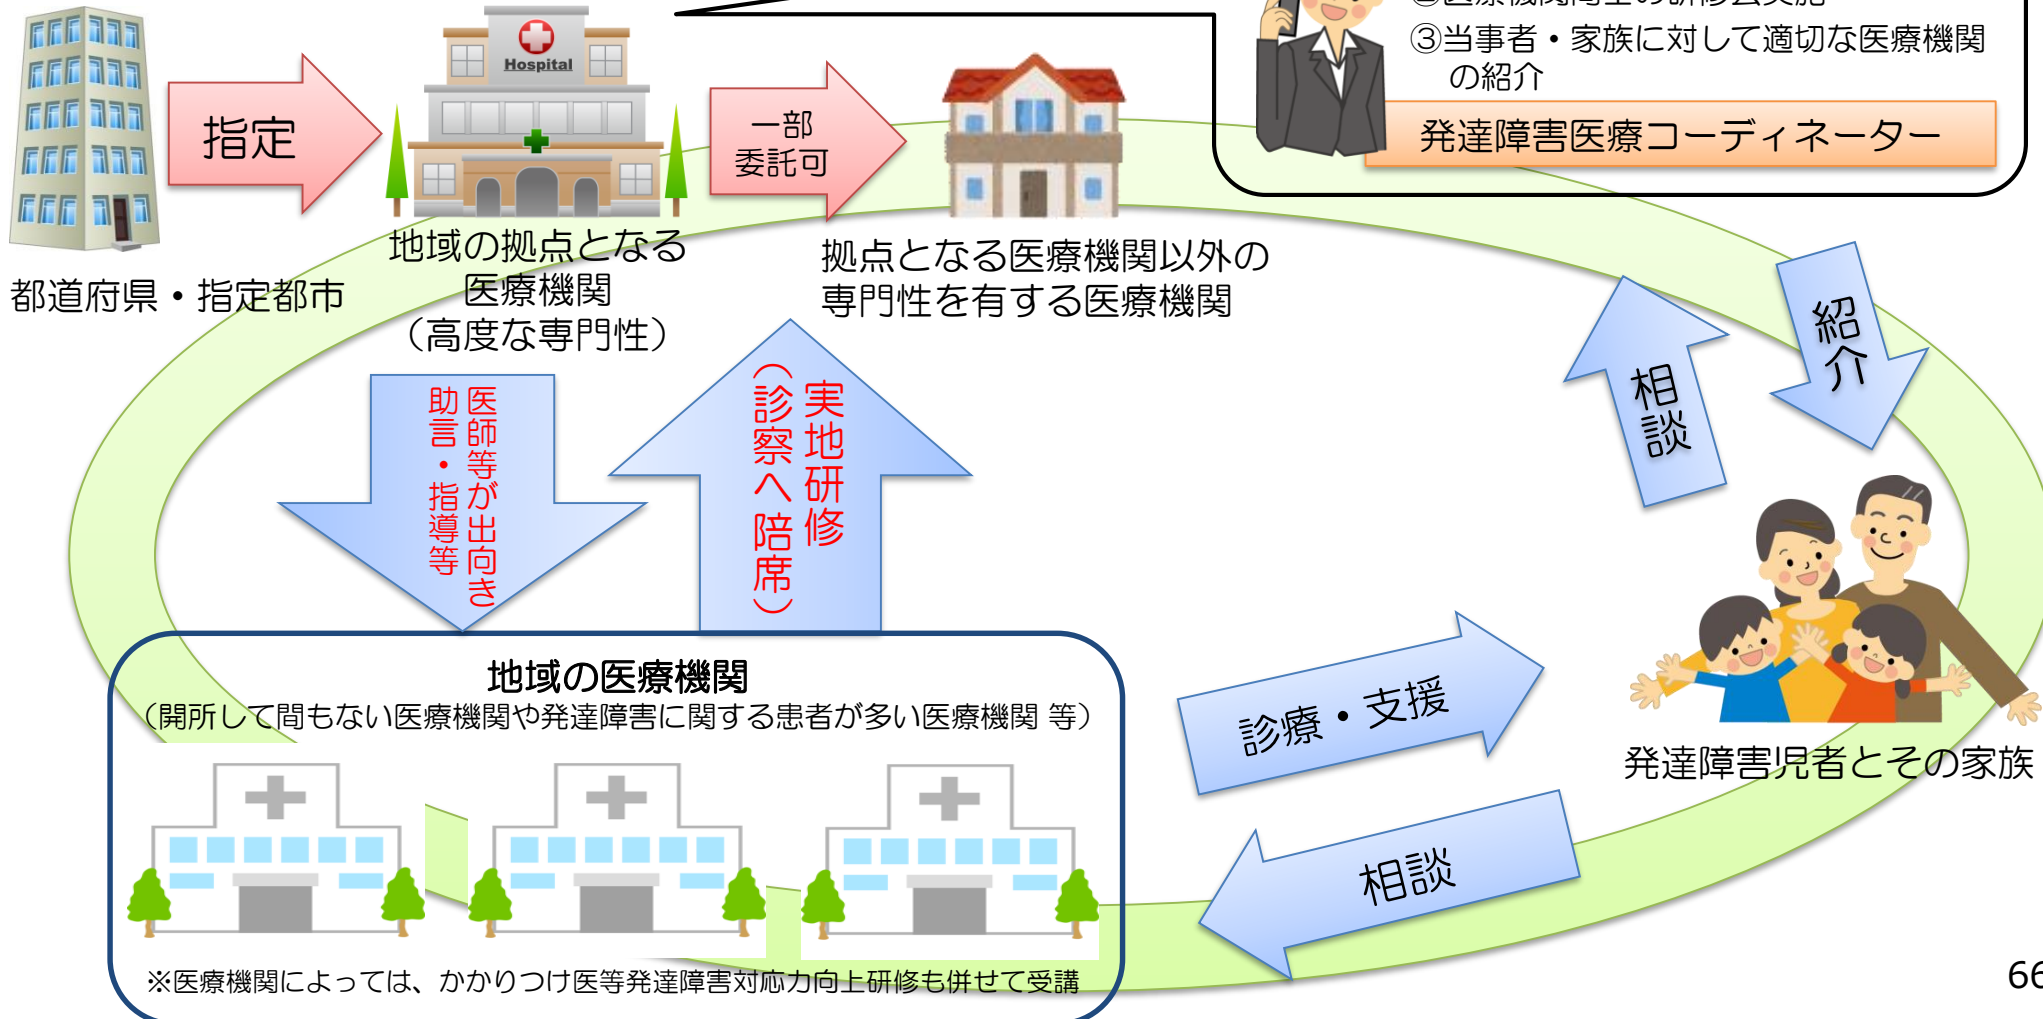 ③当事者・家族に対して適切な医療機関
の紹介
発達障害医療コーディネーター
Hospital
指定
一部
委託可
都道府県・指定都市
地域の拠点となる
医療機関
（高度な専門性）
拠点となる医療機関以外の
専門性を有する医療機関
紹介
相談
医師等が出向き
助言・指導等
実地研修
（診察へ陪席）
地域の医療機関
（開所して間もない医療機関や発達障害に関する患者が多い医療機関 等）
診療・支援
発達障害児者とその家族
相談
※医療機関によっては、かかりつけ医等発達障害対応力向上研修も併せて受講
66